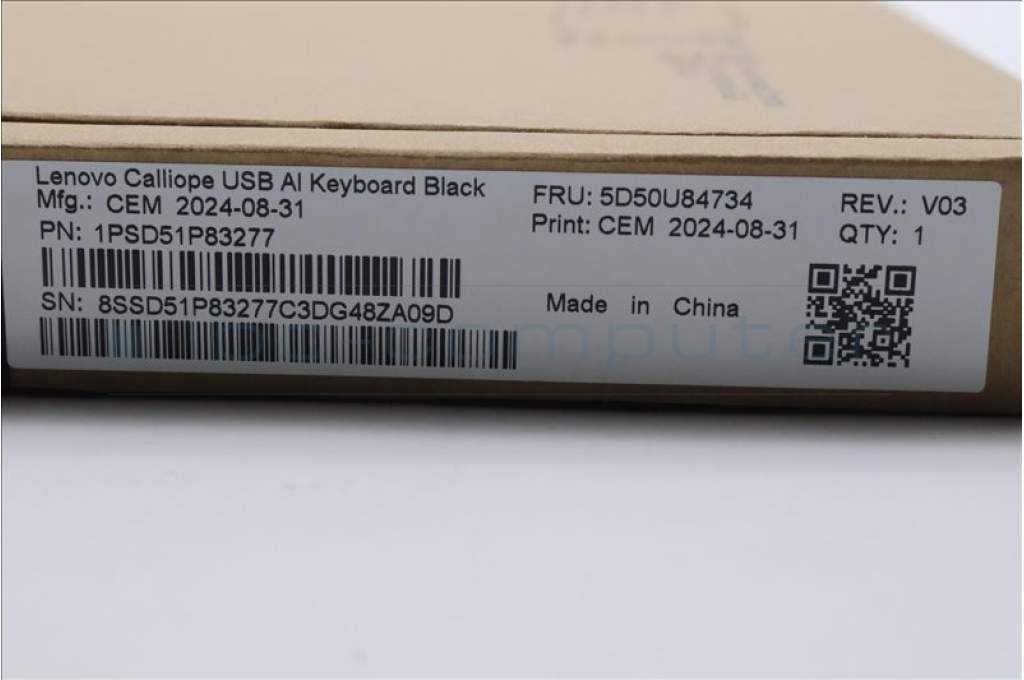 Lenovo Calliope USB AI Keyboard Black
Mfg.: CEM 2024-08-31
PN: 1PSD51P83277
SN: 8SSD51P83277C3DG48ZA09D
FRU: 5D50U84734
Print: CEM 2024-08-31
Made in China
REV.: V03
QTY: 1